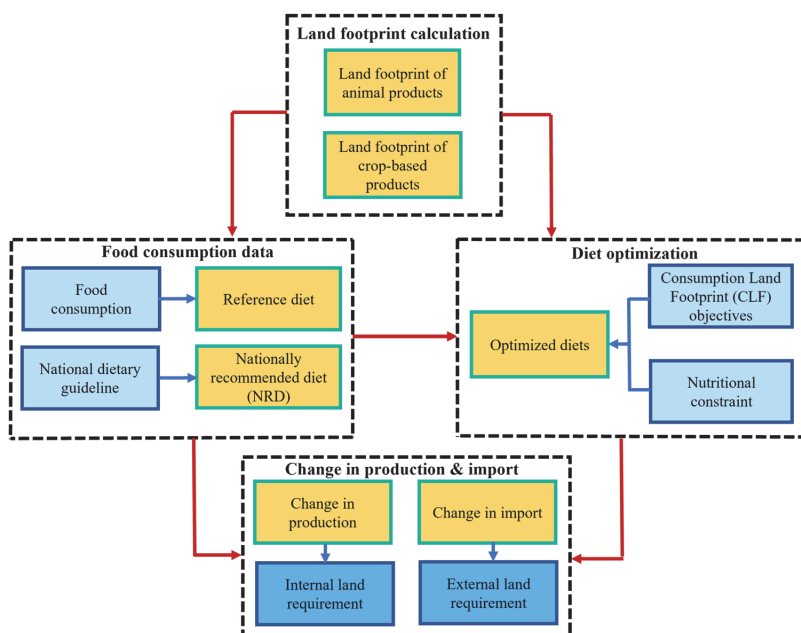 Land footprint calculation
Land footprint of
animal products
Land footprint of
crop-based
products
Food consumption data
Food
consumption
Reference diet
National dietary
guideline
Nationally
recommended diet
(NRD)
Diet optimization
Consumption Land
Footprint (CLF)
objectives
Optimized diets
Nutritional
constraint
Change in production & import
Change in
production
Change in import
Internal land
requirement
External land
requirement